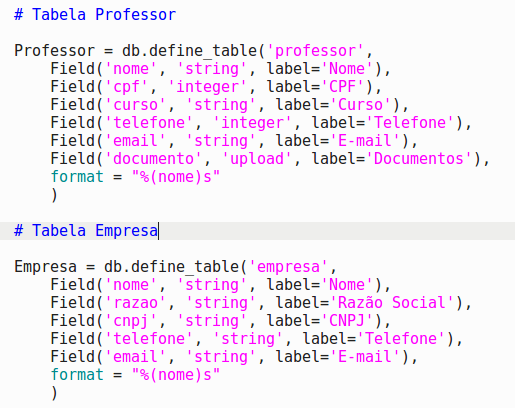 # Tabela Professor
Professor = db.define_table('professor',
    Field('nome', 'string', label='Nome'),
    Field('cpf', 'integer', label='CPF'),
    Field('curso', 'string', label='Curso'),
    Field('telefone', 'integer', label='Telefone'),
    Field('email', 'string', label='E-mail'),
    Field('documento', 'upload', label='Documentos'),
    format = "%(nome)s"
    )
# Tabela Empresa
Empresa = db.define_table('empresa',
    Field('nome', 'string', label='Nome'),
    Field('razao', 'string', label='Razão Social'),
    Field('cnpj', 'string', label='CNPJ'),
    Field('telefone', 'string', label='Telefone'),
    Field('email', 'string', label='E-mail'),
    format = "%(nome)s"
    )